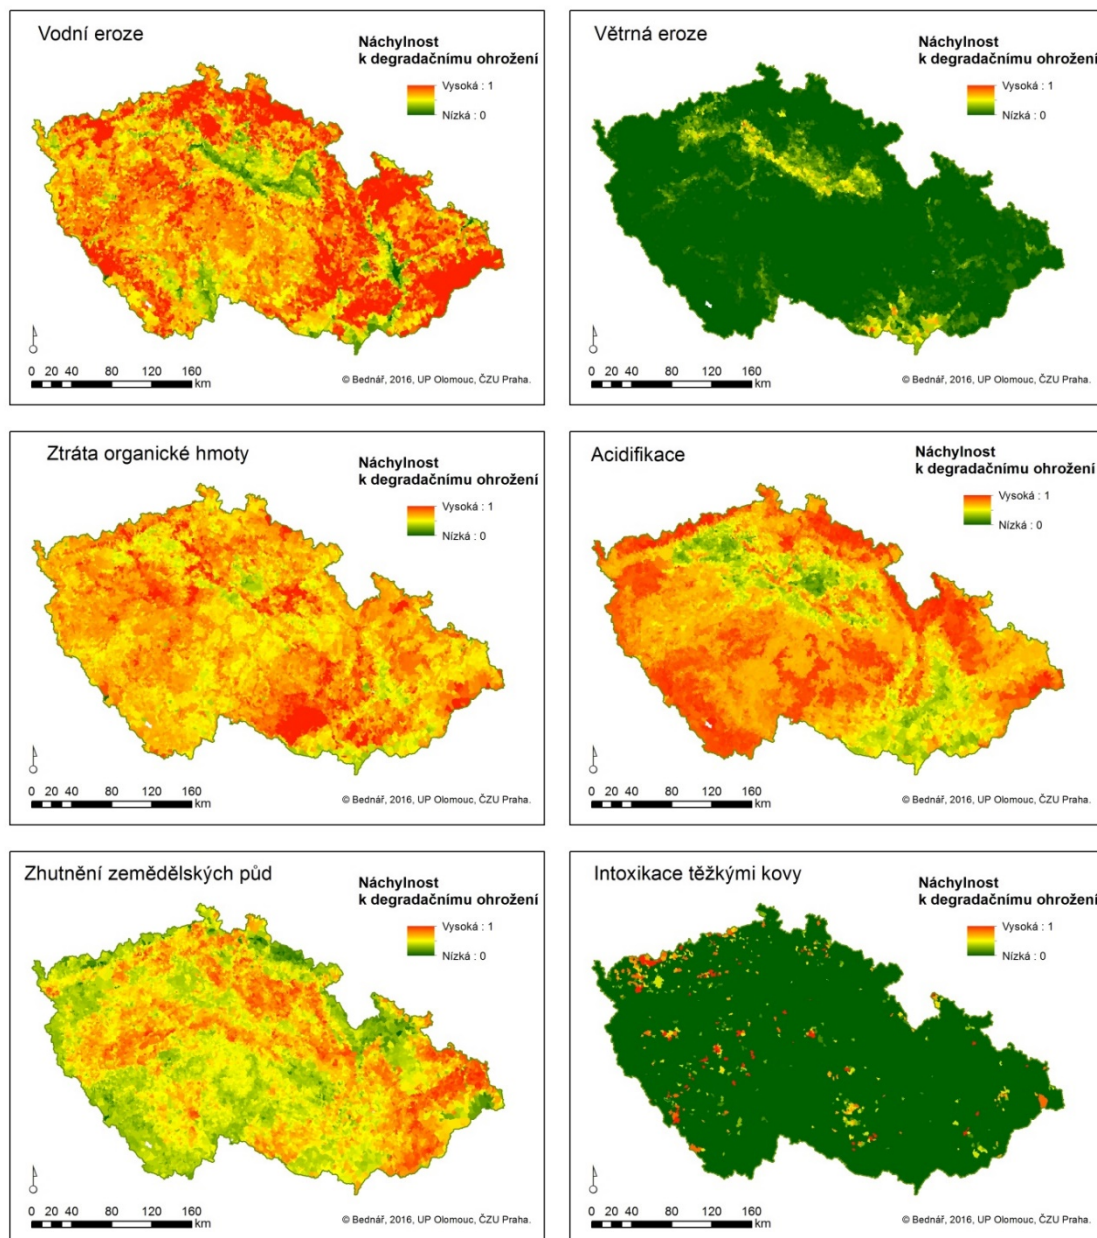 Vodní eroze
Náchylnost
k degradačnímu ohrožení
Vysoká : 1
Nízká : 0
0 20 40 80 120 160
km
© Bednář, 2016, UP Olomouc, ČZU Praha.
Větrná eroze
Náchylnost
k degradačnímu ohrožení
Vysoká : 1
Nízká : 0
0 20 40 80 120 160
km
© Bednář, 2016, UP Olomouc, ČZU Praha.
Ztráta organické hmoty
Náchylnost
k degradačnímu ohrožení
Vysoká : 1
Nízká : 0
0 20 40 80 120 160
km
© Bednář, 2016, UP Olomouc, ČZU Praha.
Acidifikace
Náchylnost
k degradačnímu ohrožení
Vysoká : 1
Nízká : 0
0 20 40 80 120 160
km
© Bednář, 2016, UP Olomouc, ČZU Praha.
Zhutnění zemědělských půd
Náchylnost
k degradačnímu ohrožení
Vysoká : 1
Nízká : 0
0 20 40 80 120 160
km
© Bednář, 2016, UP Olomouc, ČZU Praha.
Intoxikace těžkými kovy
Náchylnost
k degradačnímu ohrožení
Vysoká : 1
Nízká : 0
0 20 40 80 120 160
km
© Bednář, 2016, UP Olomouc, ČZU Praha.